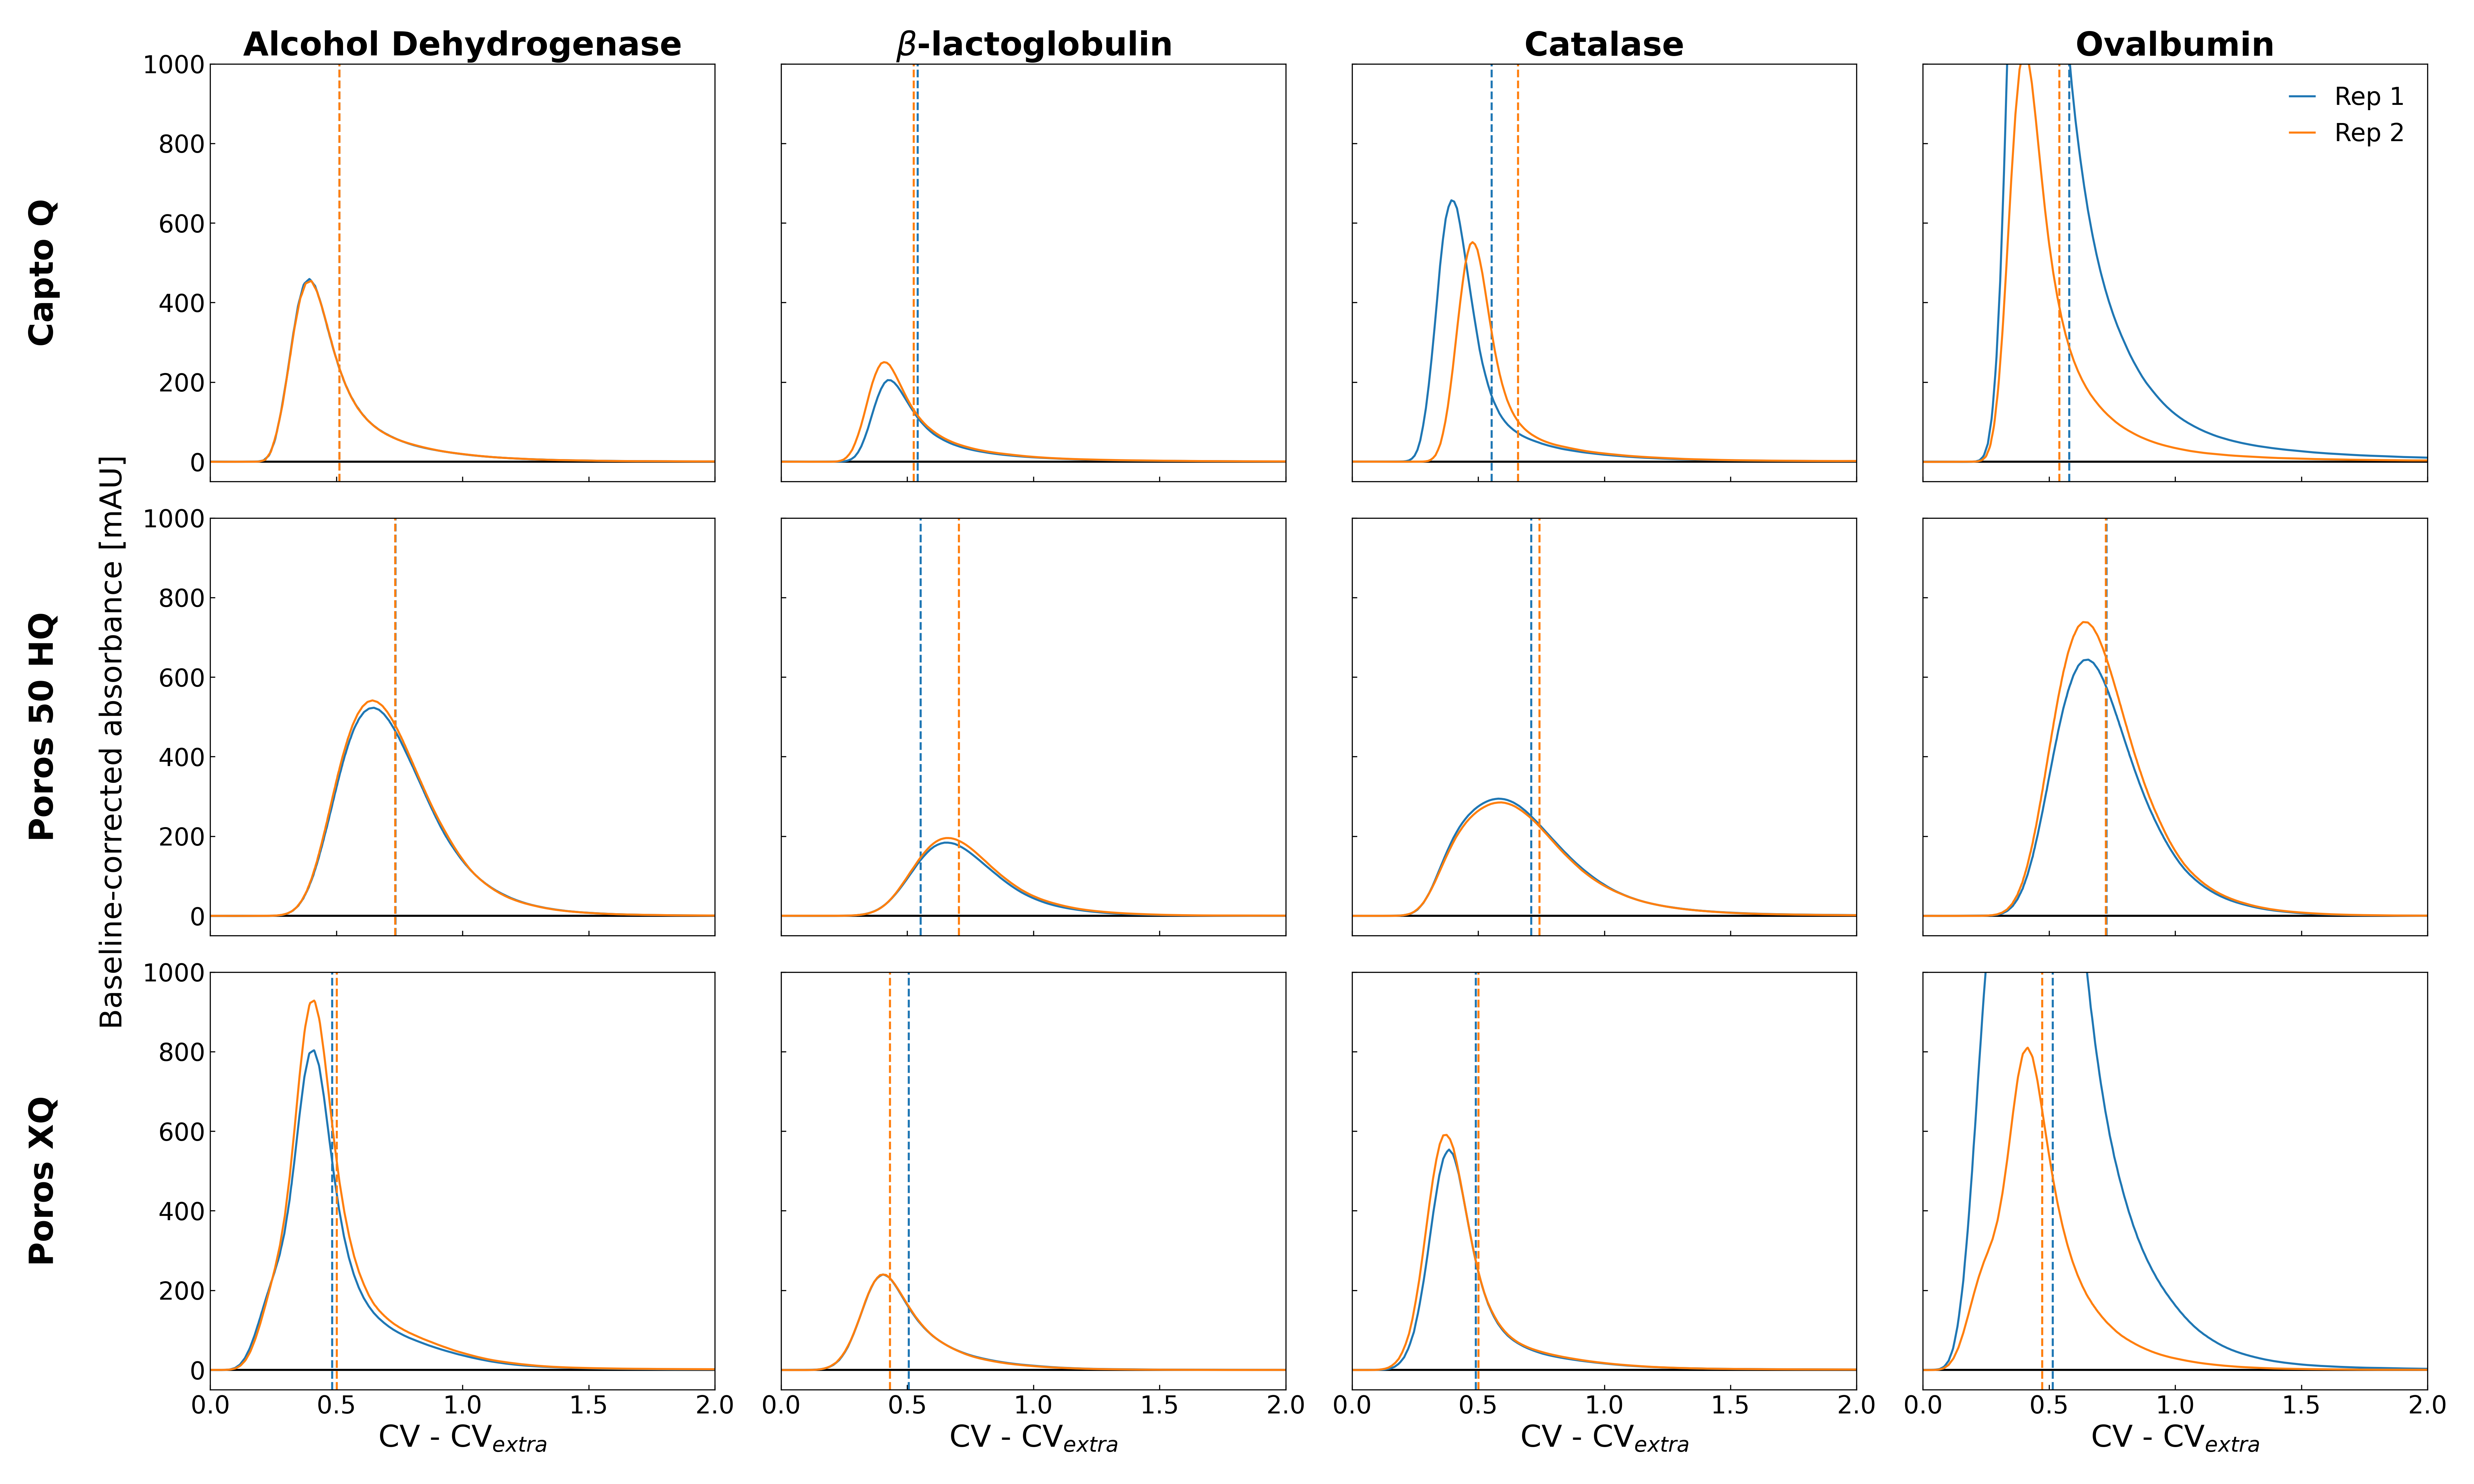 Alcohol Dehydrogenase
β-lactoglobulin
Catalase
Ovalbumin
Capto Q
Poros 50 HQ
Poros XQ
Baseline-corrected absorbance [mAU]
1000
800
600
400
200
0
Rep 1
Rep 2
1000
800
600
400
200
0
1000
800
600
400
200
0
0.0 0.5 1.0 1.5 2.0
0.0 0.5 1.0 1.5 2.0
0.0 0.5 1.0 1.5 2.0
0.0 0.5 1.0 1.5 2.0
CV - CVextra
CV - CVextra
CV - CVextra
CV - CVextra